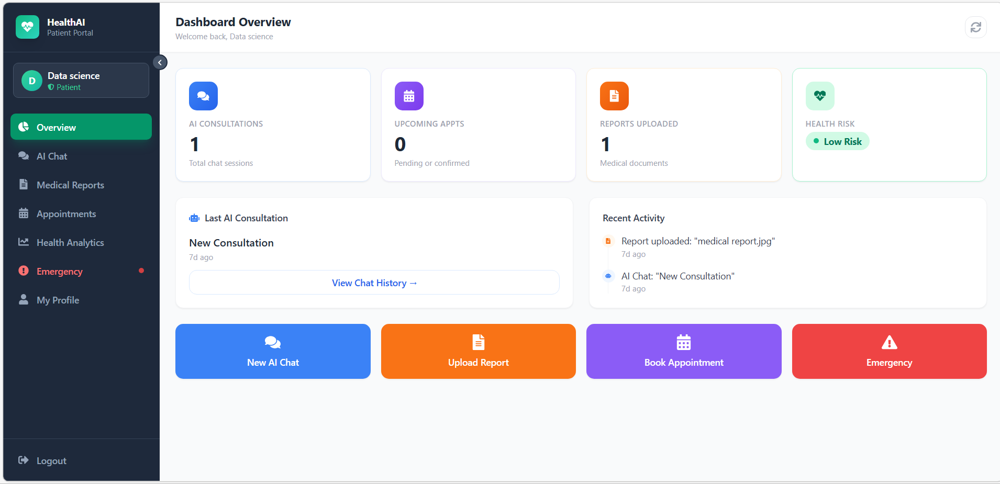 HealthAI
Patient Portal
D
Data science
Patient
Overview
AI Chat
Medical Reports
Appointments
Health Analytics
Emergency
My Profile
Logout
Dashboard Overview
Welcome back, Data science
AI CONSULTATIONS
1
Total chat sessions
UPCOMING APPTS
0
Pending or confirmed
REPORTS UPLOADED
1
Medical documents
HEALTH RISK
Low Risk
Last AI Consultation
New Consultation
7d ago
View Chat History →
Recent Activity
Report uploaded: "medical report.jpg"
7d ago
AI Chat: "New Consultation"
7d ago
New AI Chat
Upload Report
Book Appointment
Emergency